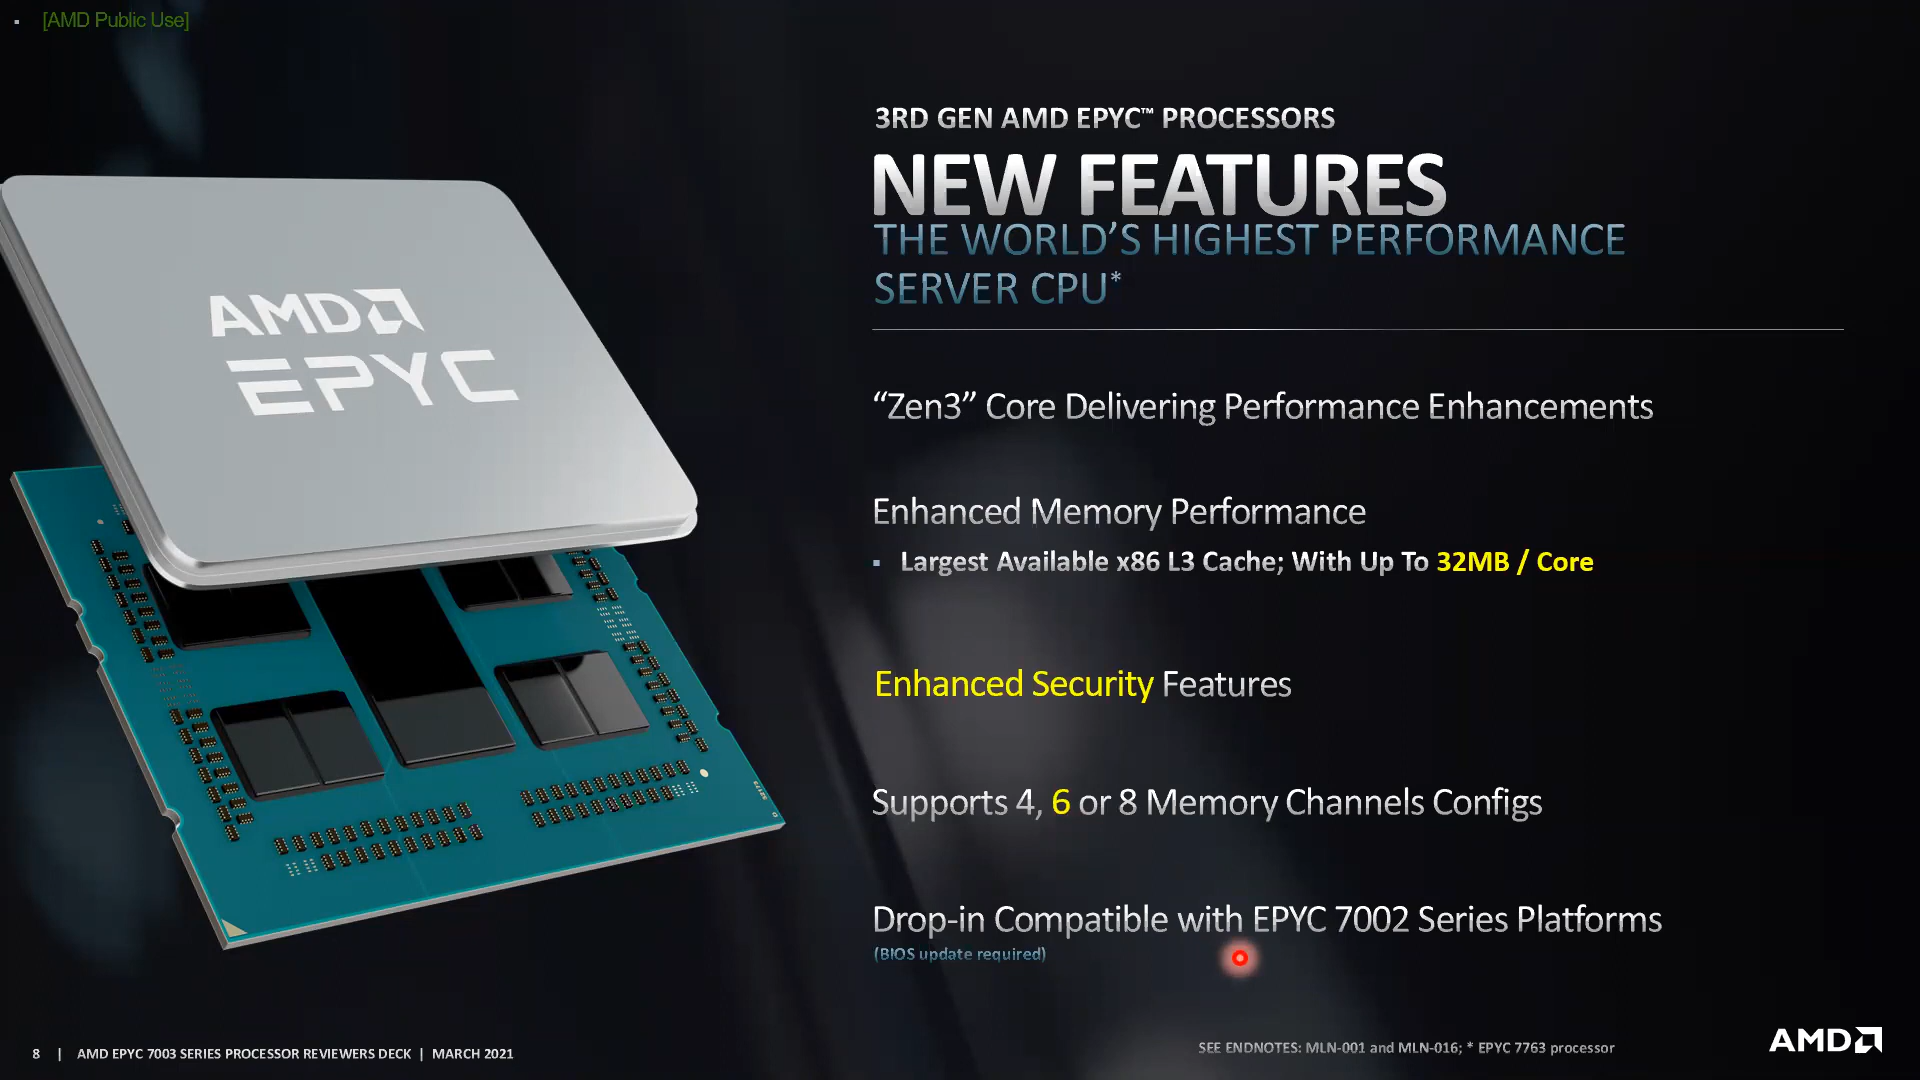 [AMD Public Use]
3RD GEN AMD EPYC™ PROCESSORS
NEW FEATURES
THE WORLD'S HIGHEST PERFORMANCE
SERVER CPU*
AMD
EPYC
“Zen3” Core Delivering Performance Enhancements
Enhanced Memory Performance
▪ Largest Available x86 L3 Cache; With Up To 32MB / Core
Enhanced Security Features
Supports 4, 6 or 8 Memory Channels Configs
Drop-in Compatible with EPYC 7002 Series Platforms
(BIOS update required)
8 | AMD EPYC 7003 SERIES PROCESSOR REVIEWERS DECK | MARCH 2021
SEE ENDNOTES: MLN-001 and MLN-016; * EPYC 7763 processor
AMD